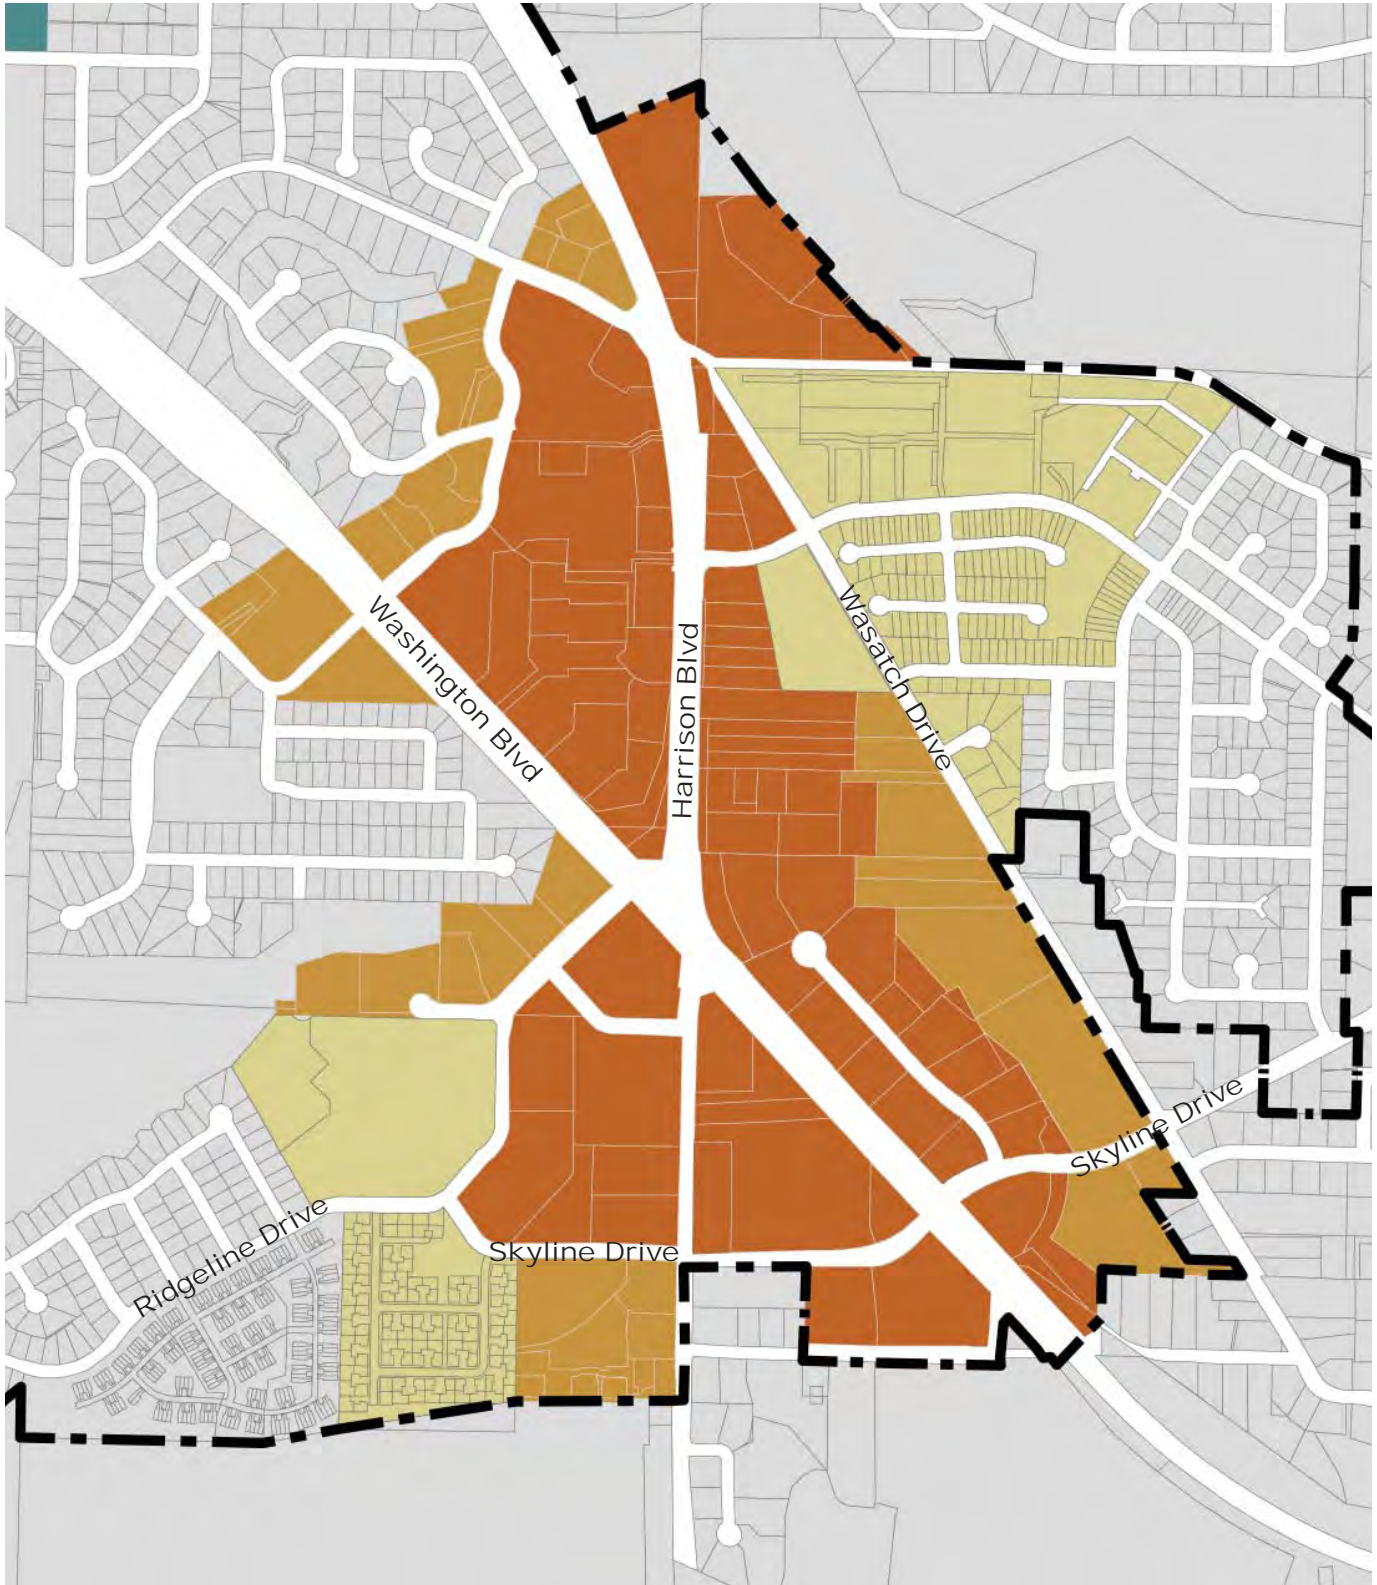 Washington Blvd
Harrison Blvd
Wasatch Drive
Skyline Drive
Ridgeline Drive
Skyline Drive